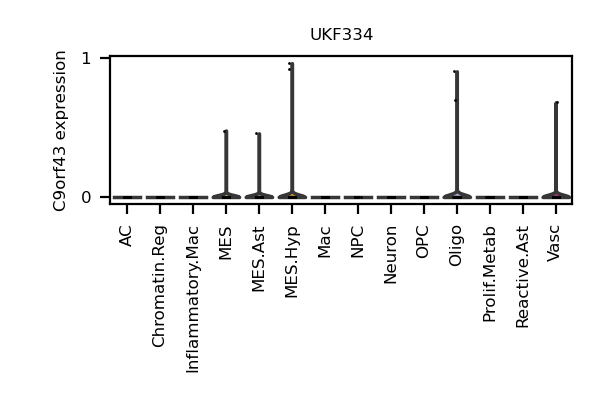 UKF334
C9orf43 expression
1
0
AC
Chromatin.Reg
Inflammatory.Mac
MES
MES.Ast
MES.Hyp
Mac
NPC
Neuron
OPC
Oligo
Prolif.Metab
Reactive.Ast
Vasc